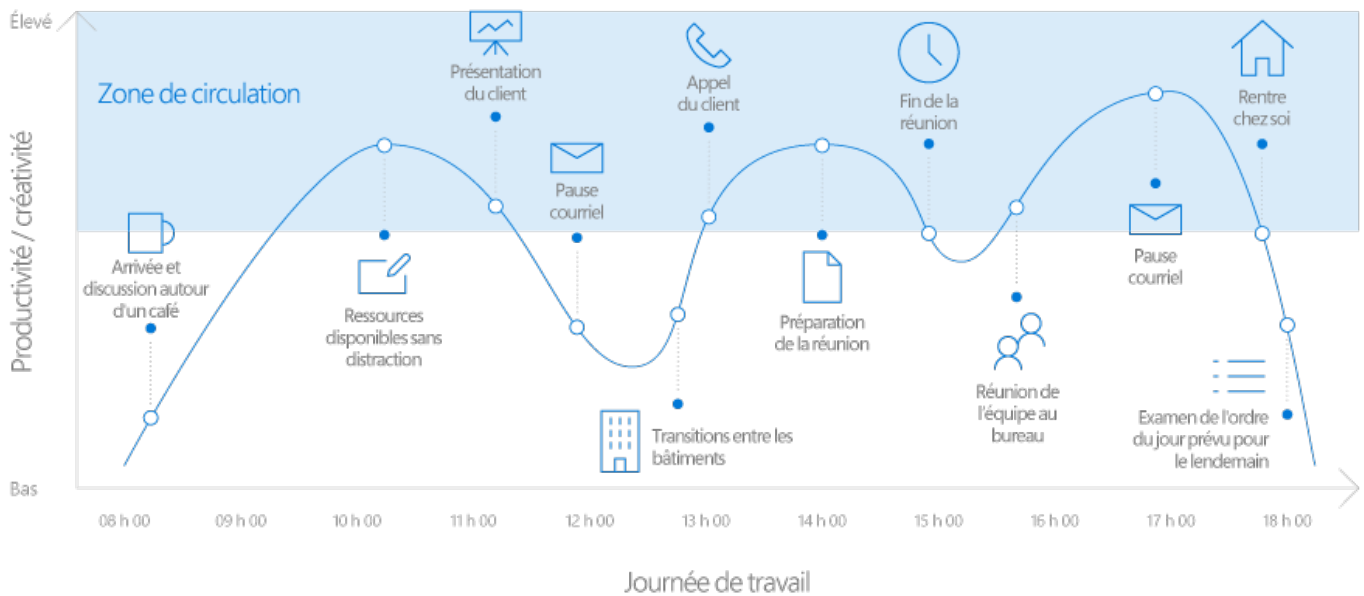 Élevé
Zone de circulation
Productivité / créativité
Bas
Arrivée et
discussion autour
d'un café
Ressources
disponibles sans
distraction
Présentation
du client
Pause
courriel
Transitions entre les
bâtiments
Appel
du client
Préparation
de la réunion
Fin de la
réunion
Réunion de
l'équipe au
bureau
Pause
courriel
Rentre
chez soi
Examen de l'ordre
du jour prévu pour
le lendemain
08 h 00 09 h 00 10 h 00 11 h 00 12 h 00 13 h 00 14 h 00 15 h 00 16 h 00 17 h 00 18 h 00
Journée de travail